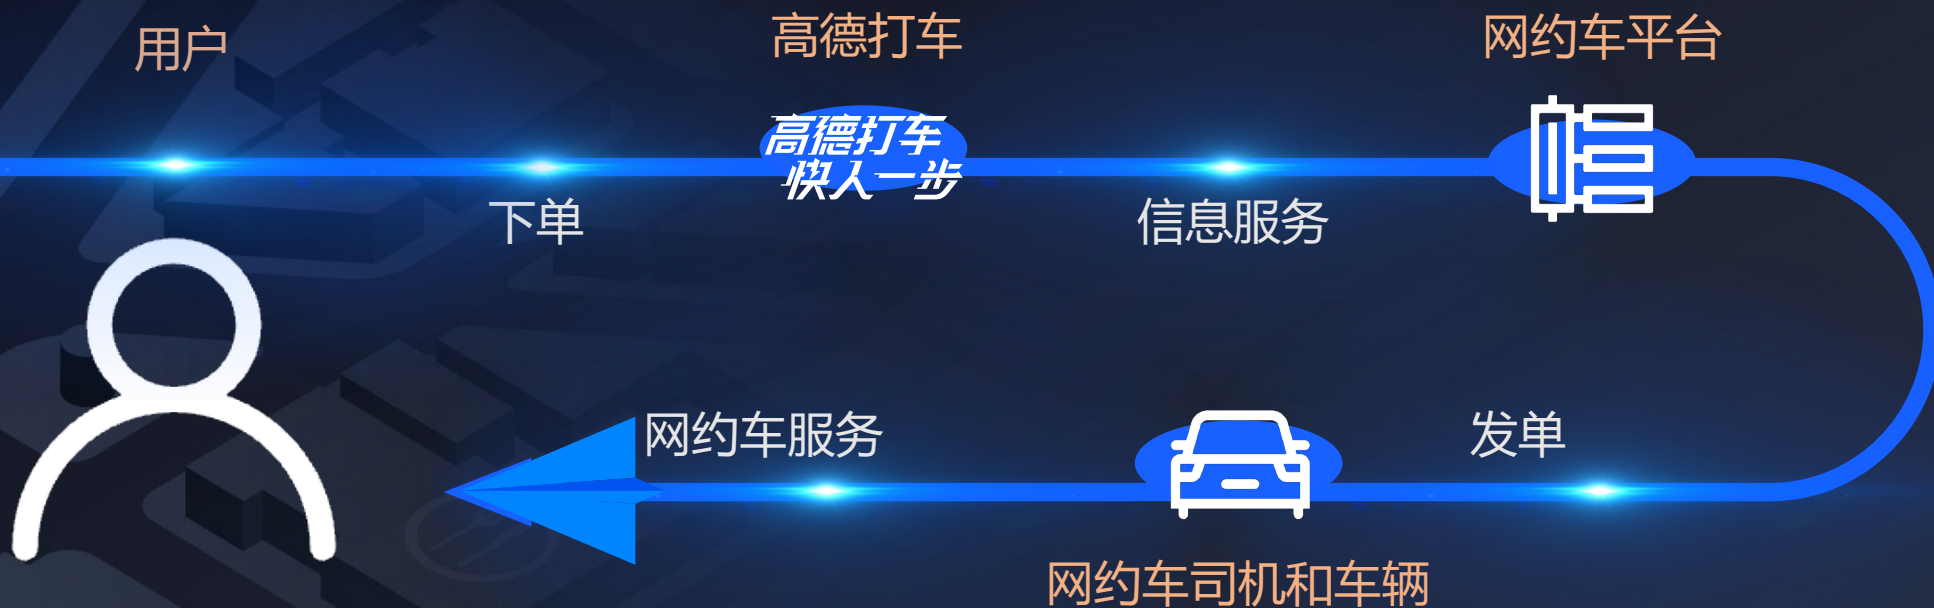 用户
高德打车
网约车平台
高德打车
快人一步
下单
信息服务
网约车服务
发单
网约车司机和车辆